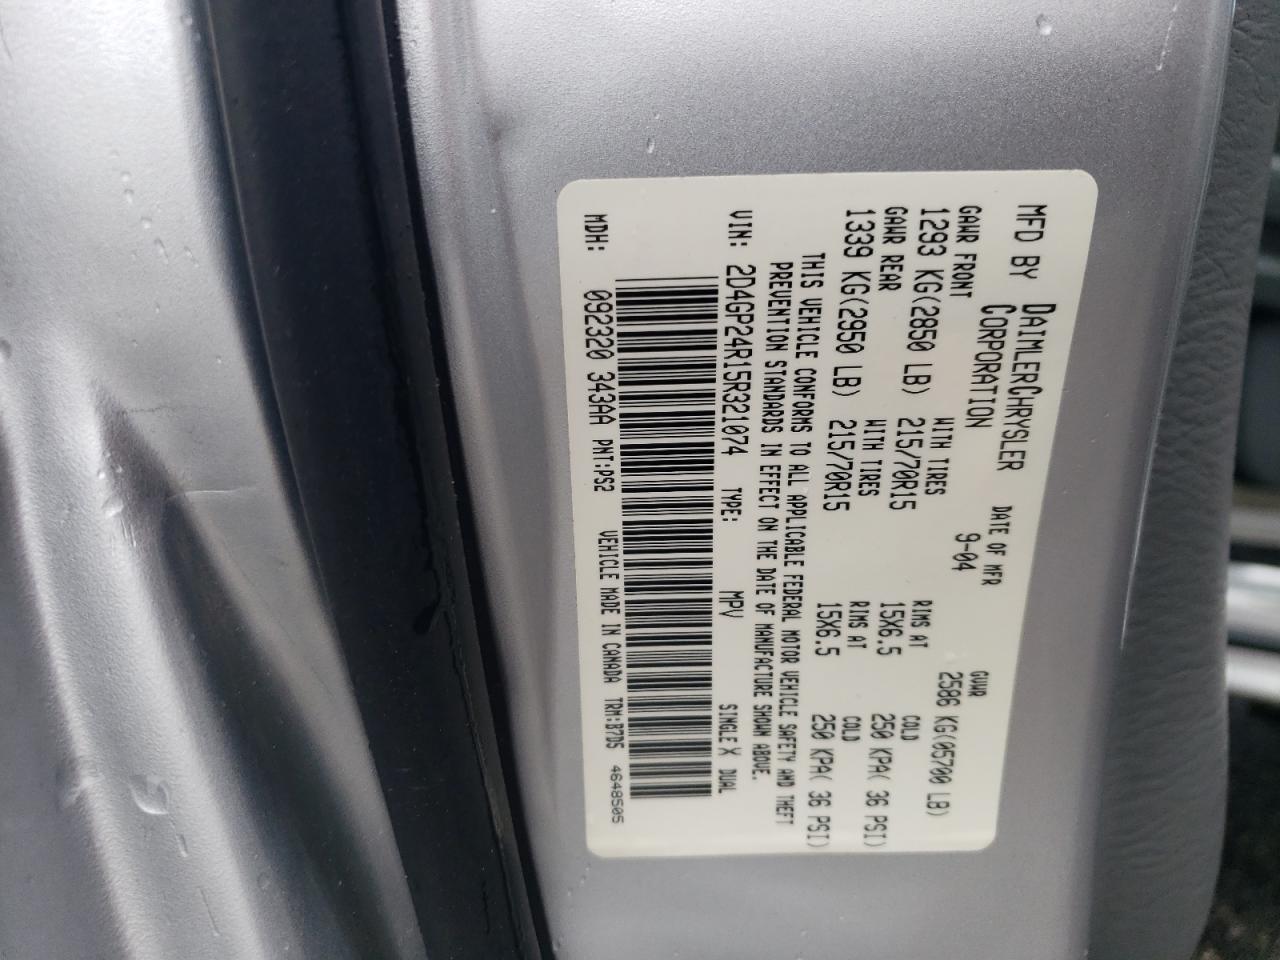 MFD BY DAIMLERCHRYSLER CORPORATION DATE OF MFR 9-04 GVWR 2586 KG(05700 LB)
GAWR FRONT WITH TIRES RIMS AT COLD
1293 KG(2850 LB) 215/70R15 15X6.5 250 KPA( 36 PSI)
GAWR REAR WITH TIRES RIMS AT COLD
1339 KG(2950 LB) 215/70R15 15X6.5 250 KPA( 36 PSI)
THIS VEHICLE CONFORMS TO ALL APPLICABLE FEDERAL MOTOR VEHICLE SAFETY AND THEFT
PREVENTION STANDARDS IN EFFECT ON THE DATE OF MANUFACTURE SHOWN ABOVE.
VIN: 2D4GP24R15R321074 TYPE: MPV SINGLE X DUAL
MDH: 092320 343AA PNT:PS2 VEHICLE MADE IN CANADA TRM:B7D5 4648505